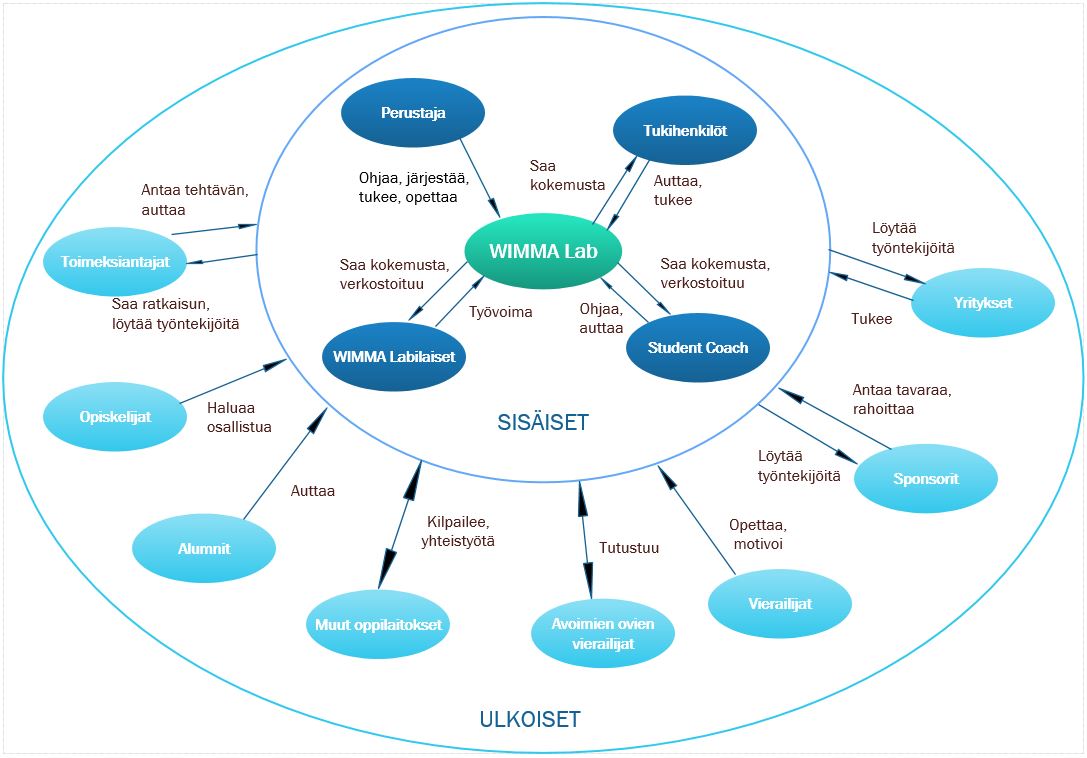 Perustaja
Tukihenkilöt
Saa
kokemusta
Ohjaa, järjestää,
tukee, opettaa
Auttaa,
tukee
Antaa tehtävän,
auttaa
WIMMA Lab
Löytää
työntekijöitä
Toimeksiantajat
Saa kokemusta,
verkostoituu
Saa kokemusta,
verkostoituu
Saa ratkaisun,
löytää työntekijöitä
Työvoima
Ohjaa,
auttaa
Yritykset
Tukee
WIMMA Labilaiset
Student Coach
Antaa tavaraa,
rahoittaa
Opiskelijat
Haluaa
osallistua
SISÄISET
Löytää
työntekijöitä
Sponsorit
Auttaa
Kilpailee,
yhteistyötä
Opettaa,
motivoi
Alumnit
Tutustuu
Vierailijat
Muut oppilaitokset
Avoimien ovien
vierailijat
ULKOISET